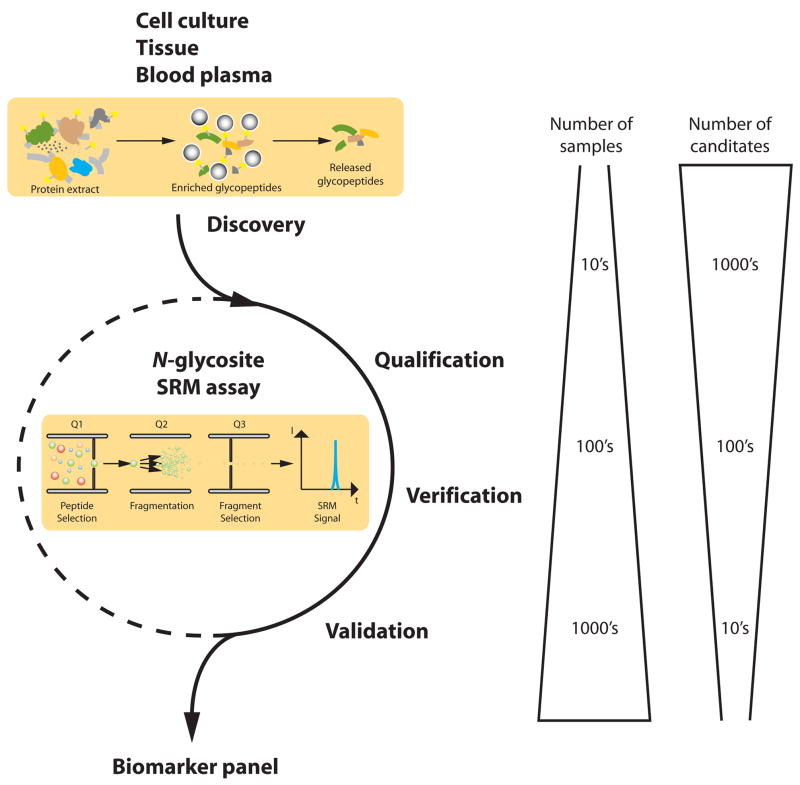 Cell culture
Tissue
Blood plasma
Protein extract
Enriched glycopeptides
Released
glycopeptides
Discovery
N-glycosite
SRM assay
Q1
Q2
Q3
I
t
Peptide
Selection
Fragmentation
Fragment
Selection
SRM
Signal
Qualification
Verification
Validation
Biomarker panel
Number of
samples
10's
100's
1000's
Number of
canditates
1000's
100's
10's